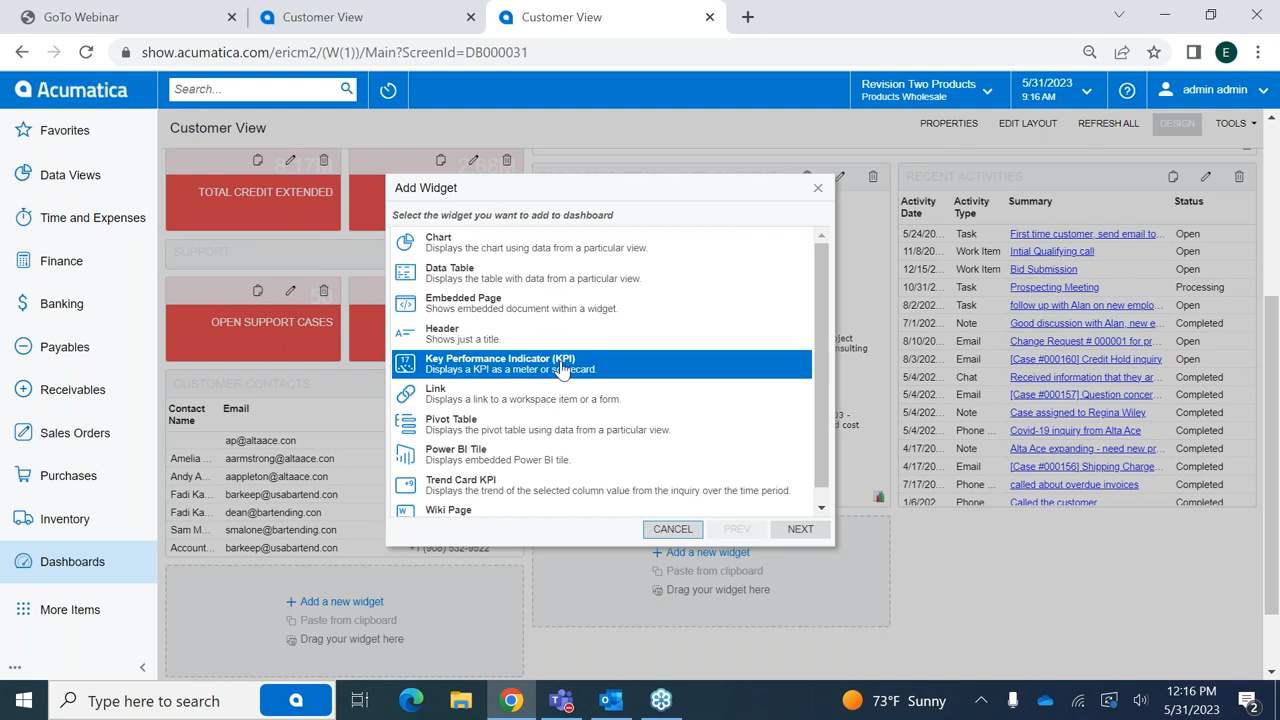 GoTo Webinar
Customer View
Customer View
show.acumatica.com/ericm2/(W(1))/Main?ScreenId=DB000031
E
Acumatica
Search...
Revision Two Products
Products Wholesale
5/31/2023
9:16 AM
admin admin
Favorites
Data Views
Time and Expenses
Finance
Banking
Payables
Receivables
Sales Orders
Purchases
Inventory
Dashboards
More Items
Customer View
PROPERTIES
EDIT LAYOUT
REFRESH ALL
DESIGN
TOOLS
TOTAL CREDIT EXTENDED
SUPPORT
OPEN SUPPORT CASES
CUSTOMER CONTACTS
Contact Name Email
ap@altaace.con
Amelia ... aarmstrong@altaace.con
Andy A... aappleton@altaace.con
Fadi Ka... barkeep@usabartend.con
Fadi Ka... dean@bartending.con
Sam M... smalone@bartending.con
Account... barkeep@usabartend.con +1 (908) 532-9522
Add a new widget
Paste from clipboard
Drag your widget here
Add Widget
Select the widget you want to add to dashboard
Chart
Displays the chart using data from a particular view.
Data Table
Displays the table with data from a particular view.
Embedded Page
Shows embedded document within a widget.
Header
Shows just a title.
Key Performance Indicator (KPI)
Displays a KPI as a meter or scorecard.
Link
Displays a link to a workspace item or a form.
Pivot Table
Displays the pivot table using data from a particular view.
Power BI Tile
Displays embedded Power BI tile.
Trend Card KPI
Displays the trend of the selected column value from the inquiry over the time period.
Wiki Page
CANCEL
PREV
NEXT
Add a new widget
Paste from clipboard
Drag your widget here
RECENT ACTIVITIES
Activity Date Activity Type Summary Status
5/24/20... Task First time customer, send email to... Open
11/8/20... Work Item Intial Qualifying call Open
12/15/2... Work Item Bid Submission Open
10/31/2... Task Prospecting Meeting Processing
8/2/202... Task follow up with Alan on new emplo... Open
7/1/202... Note Good discussion with Alan, new e... Completed
8/10/20... Email Change Request # 000001 for pr... Completed
8/3/202... Email [Case #000160] Credit Hold inquiry Completed
5/4/202... Chat Received information that they ar... Completed
5/4/202... Email [Case #000157] Question concer... Completed
5/4/202... Note Case assigned to Regina Wiley Completed
5/4/202... Phone ... Covid-19 inquiry from Alta Ace Completed
4/17/20... Note Alta Ace expanding - need new pr... Completed
4/17/20... Email [Case #000156] Shipping Charge... Completed
7/17/20... Phone ... called about overdue invoices Completed
1/6/202 Phone Called the customer Completed
Type here to search
73°F Sunny
12:16 PM
5/31/2023
2